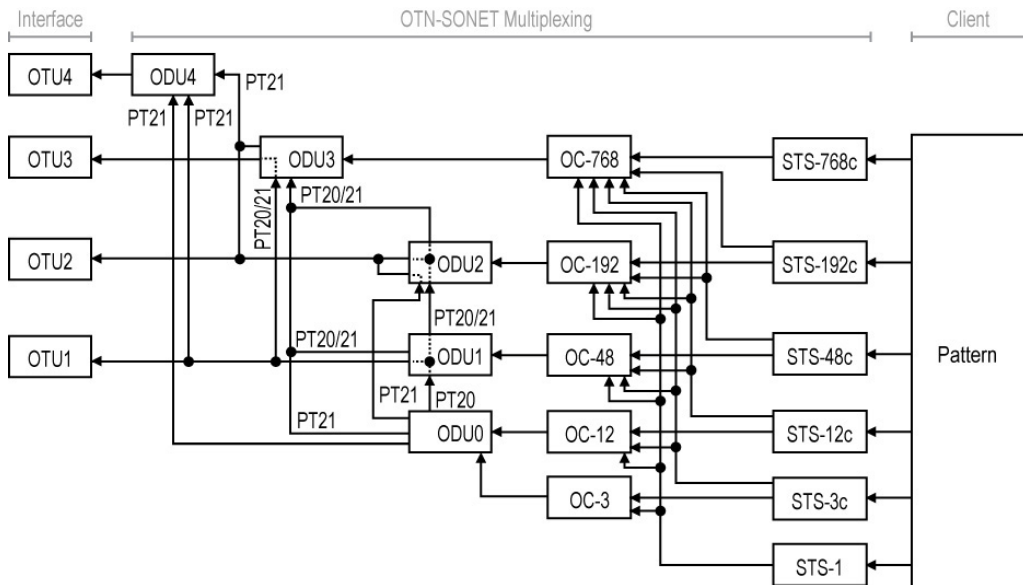 Interface OTN-SONET Multiplexing Client
OTU4 ODU4 PT21
PT21 PT21
OTU3 ODU3 OC-768 STS-768c
PT20/21 PT20/21
OTU2 ODU2 OC-192 STS-192c
PT20/21
PT20/21
OTU1 ODU1 OC-48 STS-48c Pattern
PT21 PT20
PT21
ODU0 OC-12 STS-12c
OC-3 STS-3c
STS-1